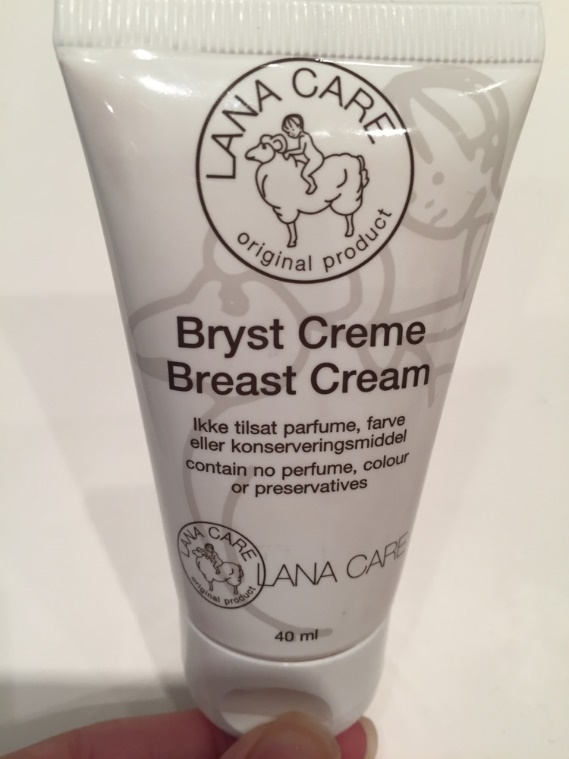 LANA CARE
original product
Bryst Creme
Breast Cream
Ikke tilsat parfume, farve
eller konserveringsmiddel
contain no perfume, colour
or preservatives
LANA CARE
original product
LANA CARE
40 ml